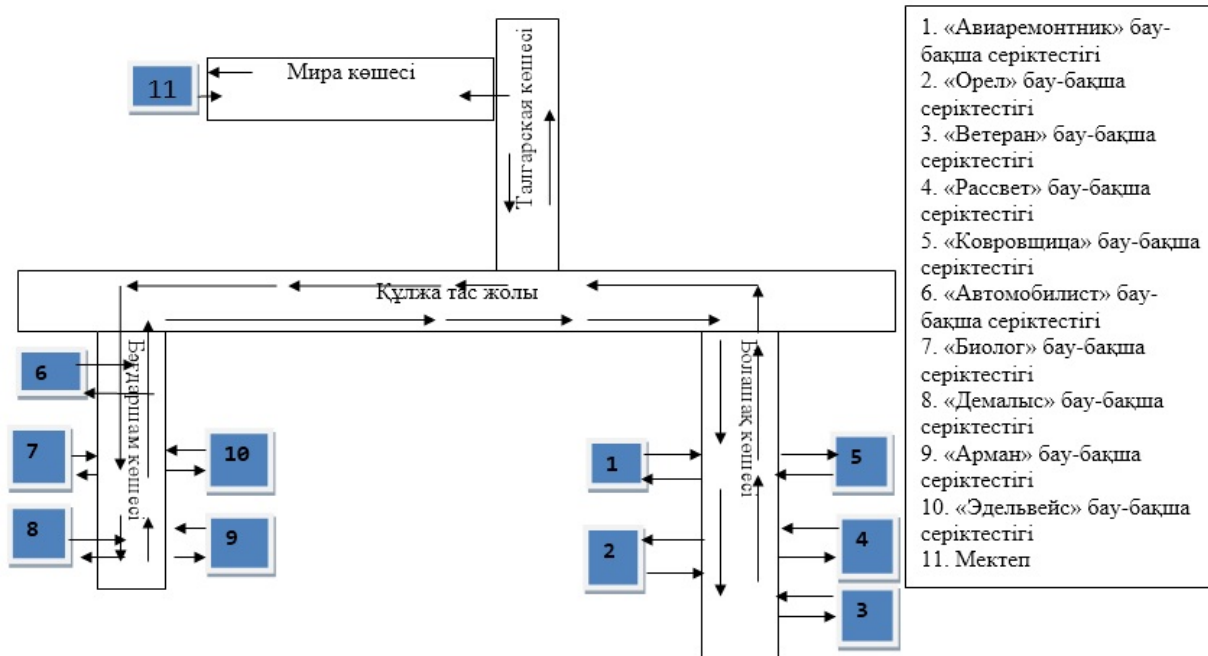 Мира көшесі
11
Талгарская көшесі
Құлжа тас жолы
Бағдаршам көшесі
Болашақ көшесі
6
7
10
8
9
1
5
2
4
3
1. «Авиаремонтник» бау-
бақша серіктестігі
2. «Орел» бау-бақша
серіктестігі
3. «Ветеран» бау-бақша
серіктестігі
4. «Рассвет» бау-бақша
серіктестігі
5. «Ковровщица» бау-бақша
серіктестігі
6. «Автомобилист» бау-
бақша серіктестігі
7. «Биолог» бау-бақша
серіктестігі
8. «Демалыс» бау-бақша
серіктестігі
9. «Арман» бау-бақша
серіктестігі
10. «Эдельвейс» бау-бақша
серіктестігі
11. Мектеп